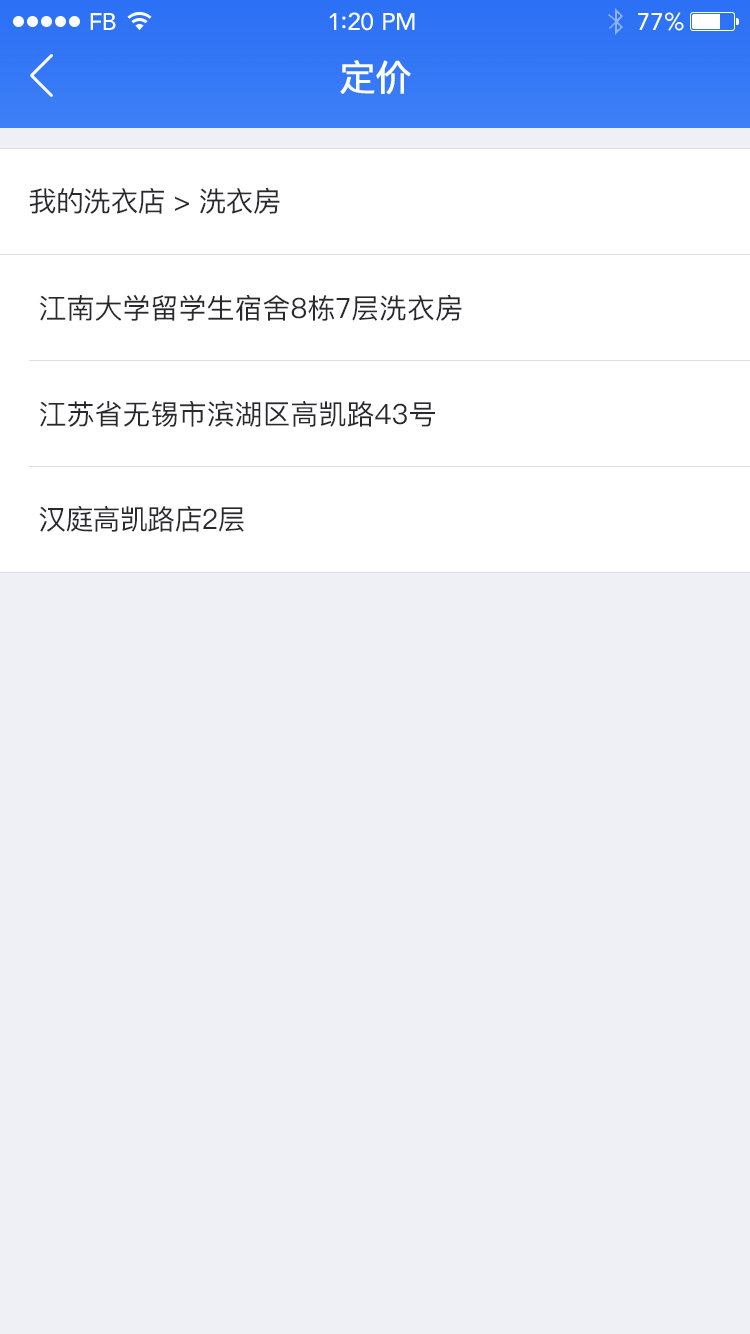 FB 1:20 PM 77%
定价
我的洗衣店 > 洗衣房
江南大学留学生宿舍8栋7层洗衣房
江苏省无锡市滨湖区高凯路43号
汉庭高凯路店2层